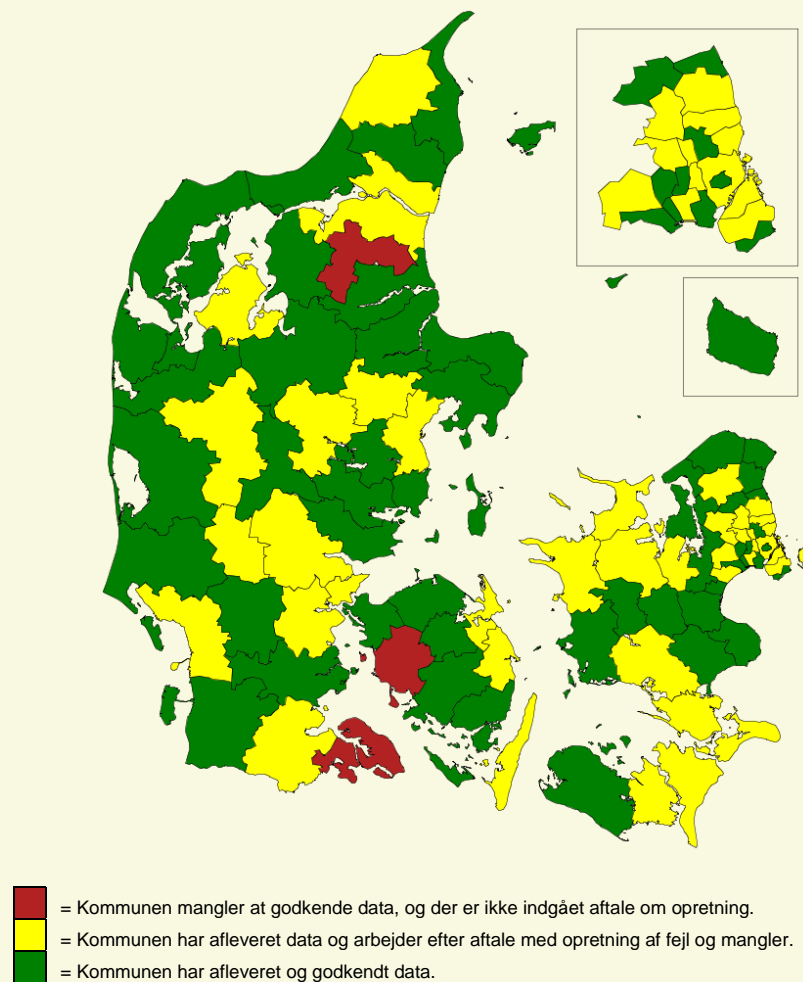 = Kommunen mangler at godkende data, og der er ikke indgået aftale om opretning.
= Kommunen har afleveret data og arbejder efter aftale med opretning af fejl og mangler.
= Kommunen har afleveret og godkendt data.